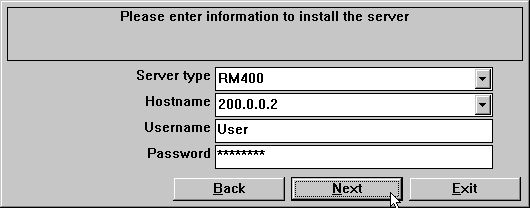 Please enter information to install the server
Server type RM400
Hostname 200.0.0.2
Username User
Password ********
Back Next Exit